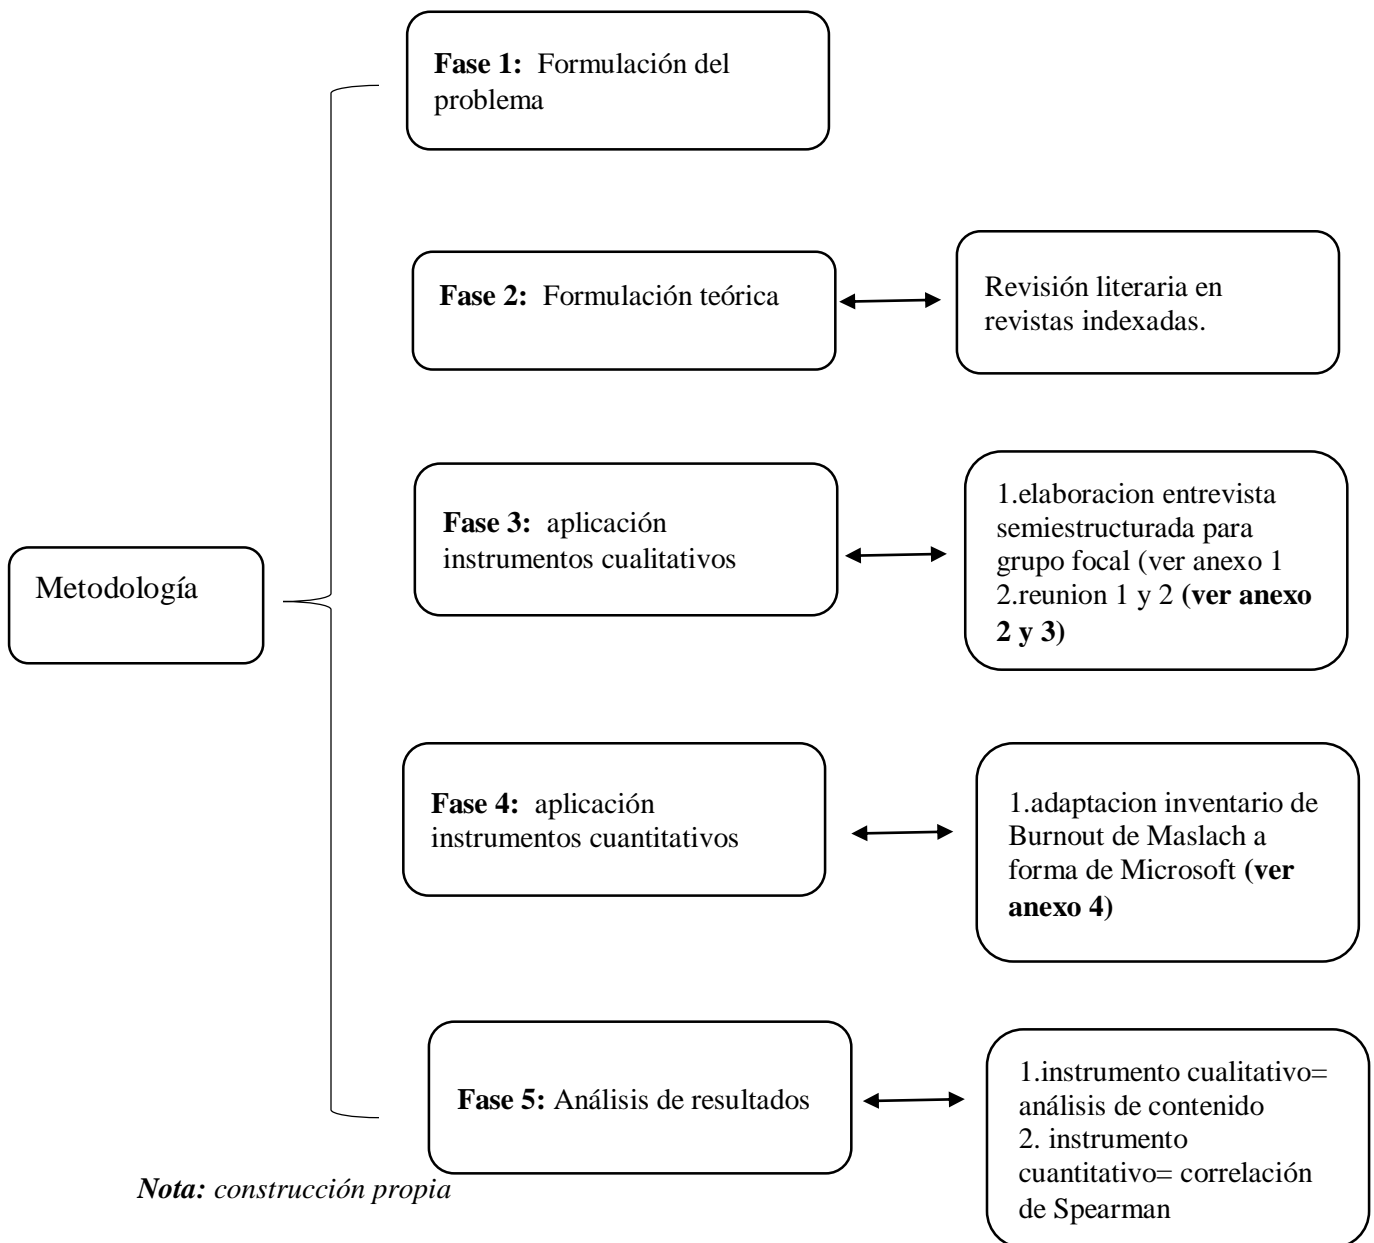 Fase 1: Formulación del
problema
Fase 2: Formulación teórica
Revisión literaria en
revistas indexadas.
Fase 3: aplicación
instrumentos cualitativos
1.elaboracion entrevista
semiestructurada para
grupo focal (ver anexo 1
2.reunion 1 y 2 (ver anexo
2 y 3)
Metodología
Fase 4: aplicación
instrumentos cuantitativos
1.adaptacion inventario de
Burnout de Maslach a
forma de Microsoft (ver
anexo 4)
Fase 5: Análisis de resultados
1.instrumento cualitativo=
análisis de contenido
2. instrumento
cuantitativo= correlación
de Spearman
Nota: construcción propia